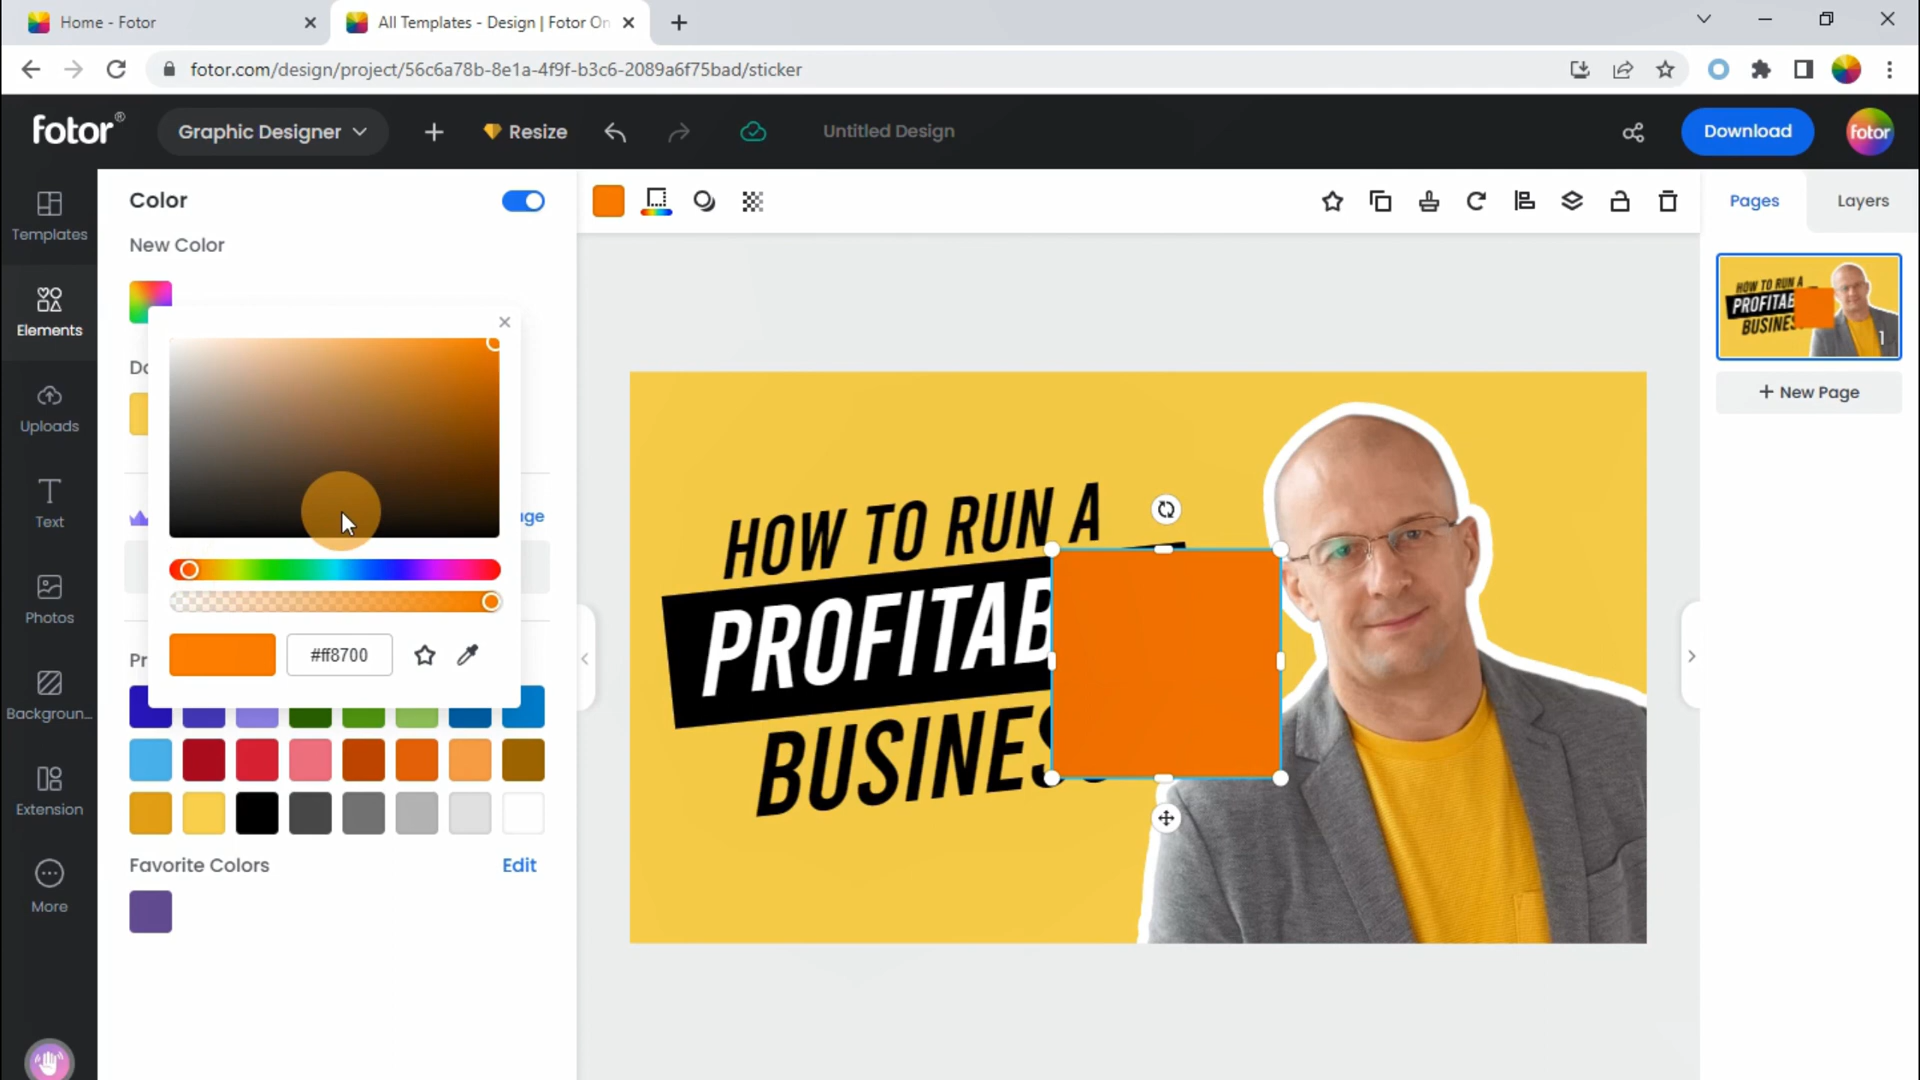 Home - Fotor
All Templates - Design | Fotor On
fotor.com/design/project/56c6a78b-8e1a-4f9f-b3c6-2089a6f75bad/sticker
fotor®
Graphic Designer
Resize
Untitled Design
Download
fotor
Templates
Elements
Uploads
Text
Photos
Backgroun...
Extension
More
Color
New Color
Do
ge
#ff8700
Pr
Favorite Colors
Edit
HOW TO RUN A
PROFITAB
BUSINES
Pages
Layers
HOW TO RUN A
PROFITAB
BUSINES
1
+ New Page